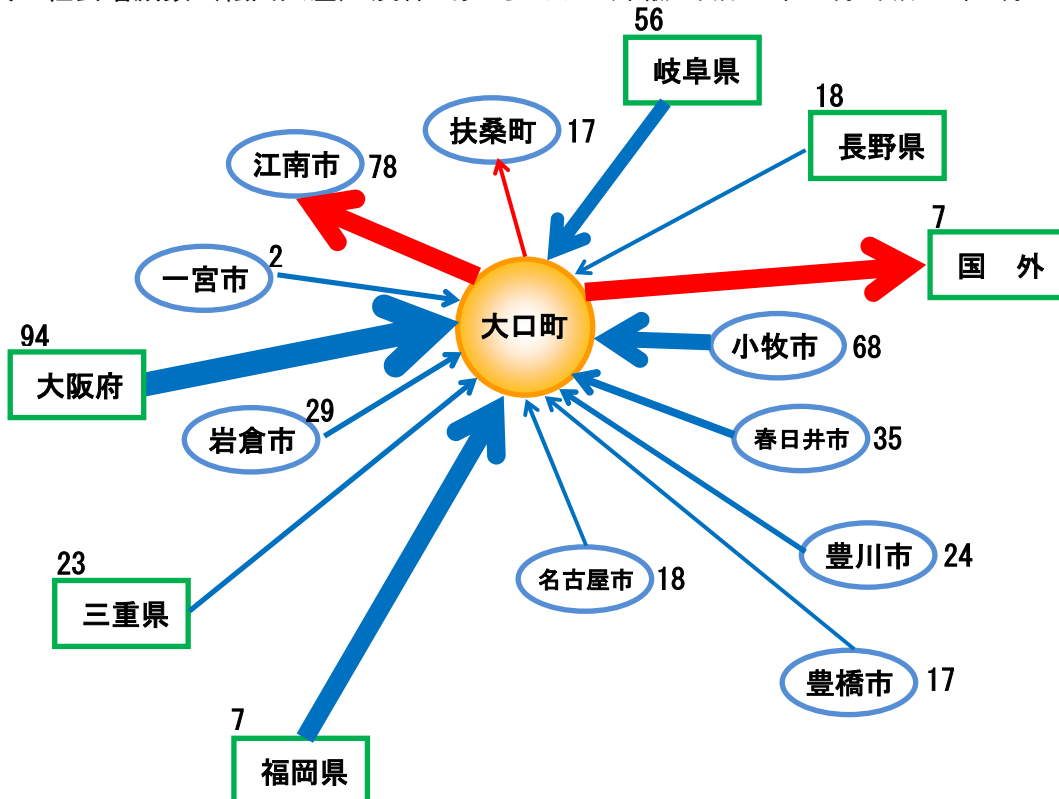 56
岐阜県
18
長野県
扶桑町
17
江南市
78
7
国　外
一宮市
2
大口町
94
大阪府
小牧市
68
岩倉市
29
春日井市
35
23
三重県
名古屋市
18
豊川市
24
豊橋市
17
7
福岡県